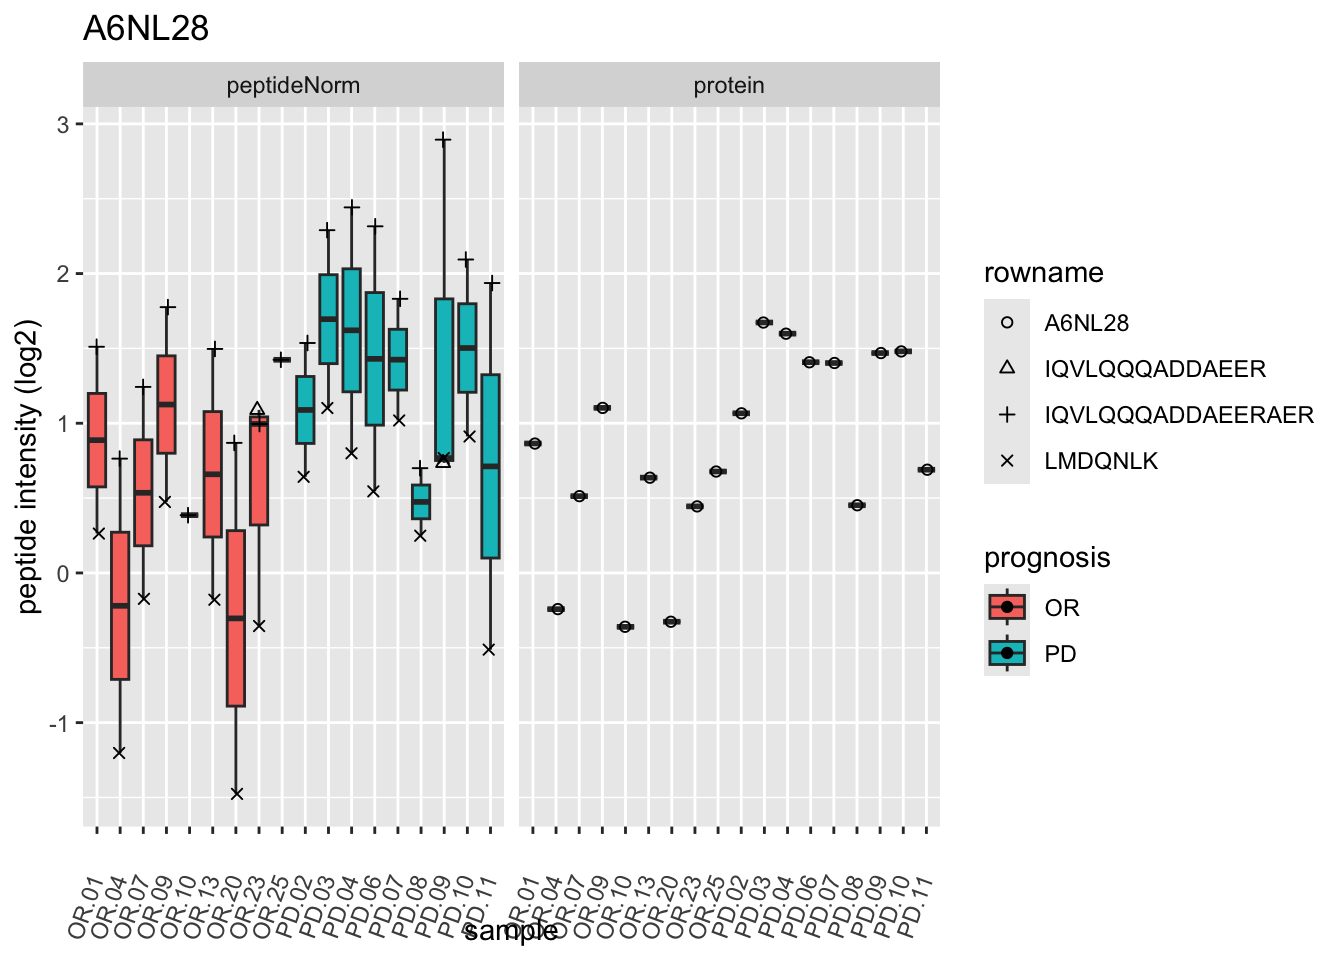 A6NL28
peptideNorm
protein
3
2
1
0
-1
peptide intensity (log2)
OR.01
OR.04
OR.07
OR.09
OR.10
OR.13
OR.20
OR.23
OR.25
PD.02
PD.03
PD.04
PD.06
PD.07
PD.08
PD.09
PD.10
PD.11
OR.01
OR.04
OR.07
OR.09
OR.10
OR.13
OR.20
OR.23
OR.25
PD.02
PD.03
PD.04
PD.06
PD.07
PD.08
PD.09
PD.10
PD.11
sample
rowname
A6NL28
IQVLQQQADDAEER
IQVLQQQADDAEERAER
LMDQNLK
prognosis
OR
PD